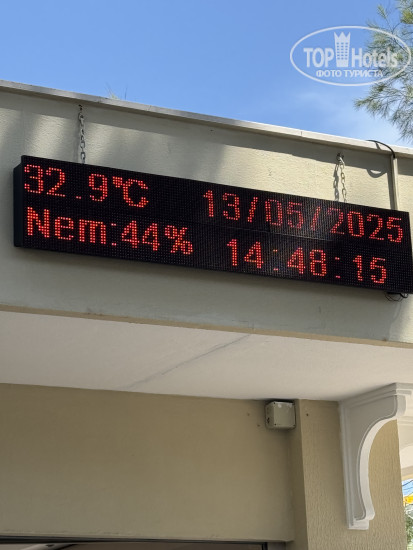 TOPHotels
ФОТО ТУРИСТА
32.9°C 13/05/2025
Nem:44% 14:48:15